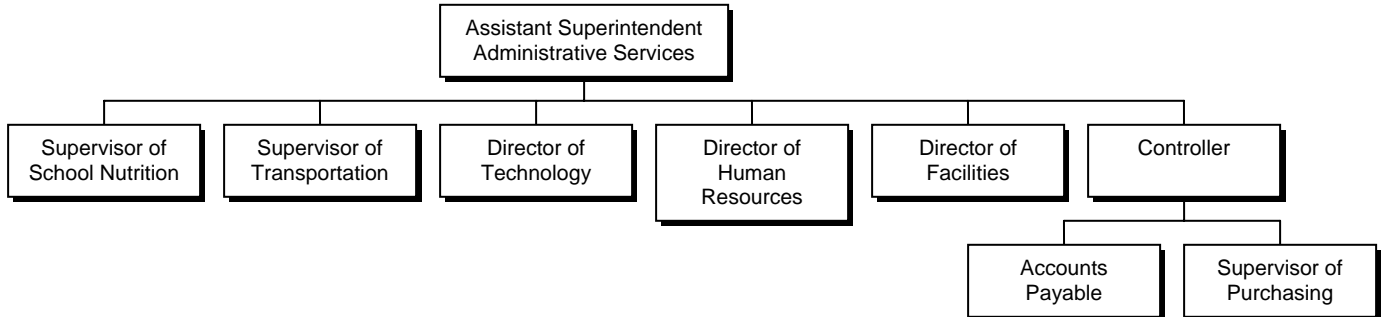 Assistant Superintendent
Administrative Services
Supervisor of
School Nutrition
Supervisor of
Transportation
Director of
Technology
Director of
Human
Resources
Director of
Facilities
Controller
Accounts
Payable
Supervisor of
Purchasing